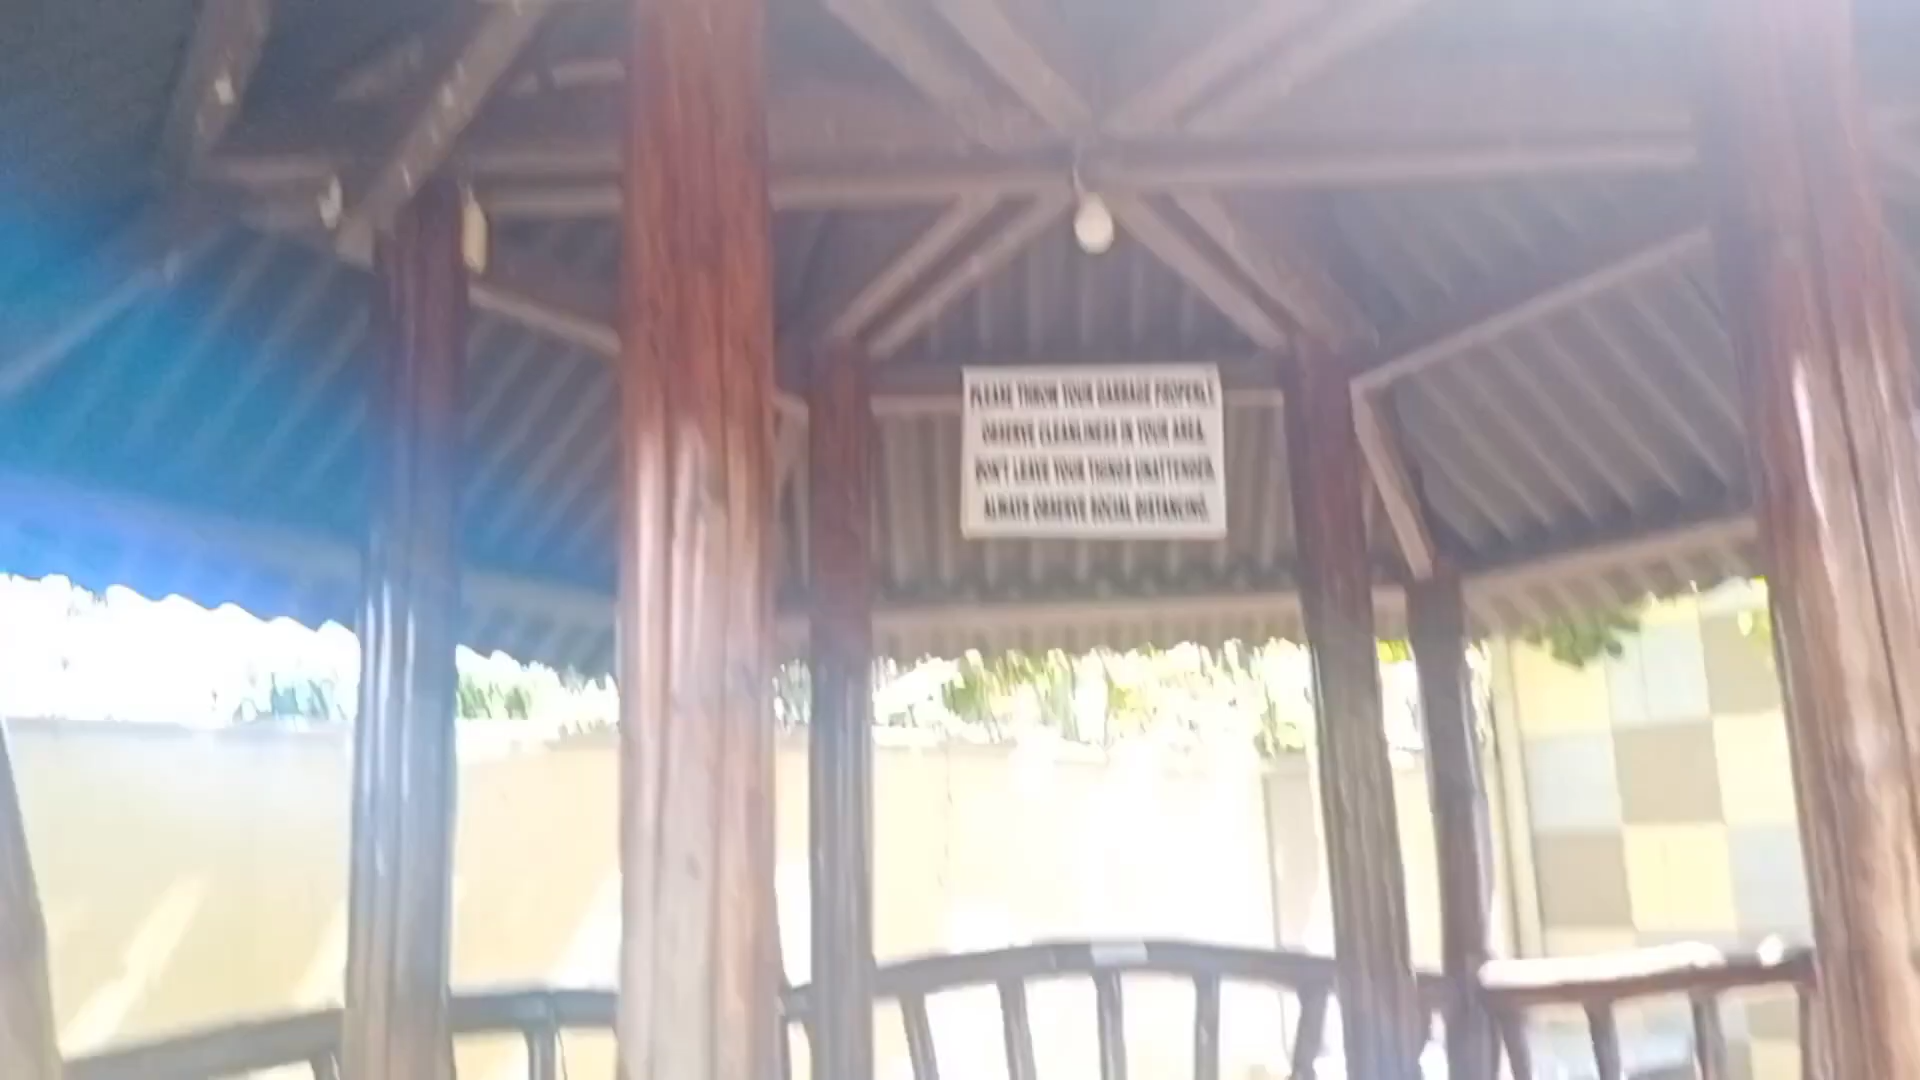 PLEASE THROW YOUR GARBAGE PROPERLY.
OBSERVE CLEANLINESS IN YOUR AREA.
DON'T LEAVE YOUR THINGS UNATTENDED.
ALWAYS OBSERVE SOCIAL DISTANCING.